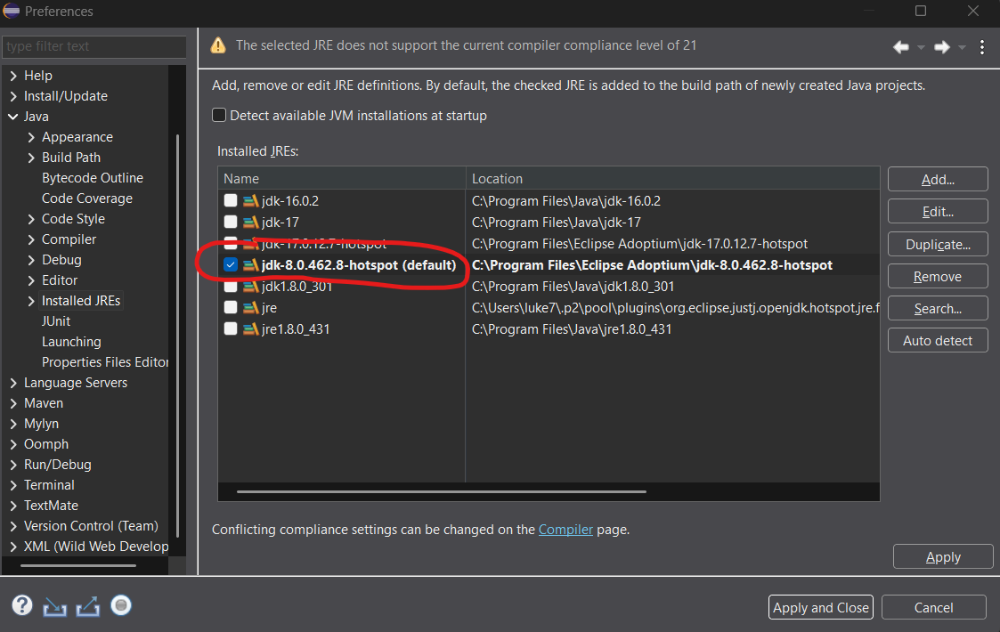 Preferences
type filter text
Help
Install/Update
Java
Appearance
Build Path
Bytecode Outline
Code Coverage
Code Style
Compiler
Debug
Editor
Installed JREs
JUnit
Launching
Properties Files Editor
Language Servers
Maven
Mylyn
Oomph
Run/Debug
Terminal
TextMate
Version Control (Team)
XML (Wild Web Develop
The selected JRE does not support the current compiler compliance level of 21
Add, remove or edit JRE definitions. By default, the checked JRE is added to the build path of newly created Java projects.
Detect available JVM installations at startup
Installed JREs:
Name Location
jdk-16.0.2 C:\Program Files\Java\jdk-16.0.2
jdk-17 C:\Program Files\Java\jdk-17
jdk-17.0.12.7-hotspot C:\Program Files\Eclipse Adoptium\jdk-17.0.12.7-hotspot
jdk-8.0.462.8-hotspot (default) C:\Program Files\Eclipse Adoptium\jdk-8.0.462.8-hotspot
jdk1.8.0_301 C:\Program Files\Java\jdk1.8.0_301
jre C:\Users\luke7\.p2\pool\plugins\org.eclipse.justj.openjdk.hotspot.jre.f
jre1.8.0_431 C:\Program Files\Java\jre1.8.0_431
Add...
Edit...
Duplicate...
Remove
Search...
Auto detect
Conflicting compliance settings can be changed on the Compiler page.
Apply
Apply and Close
Cancel